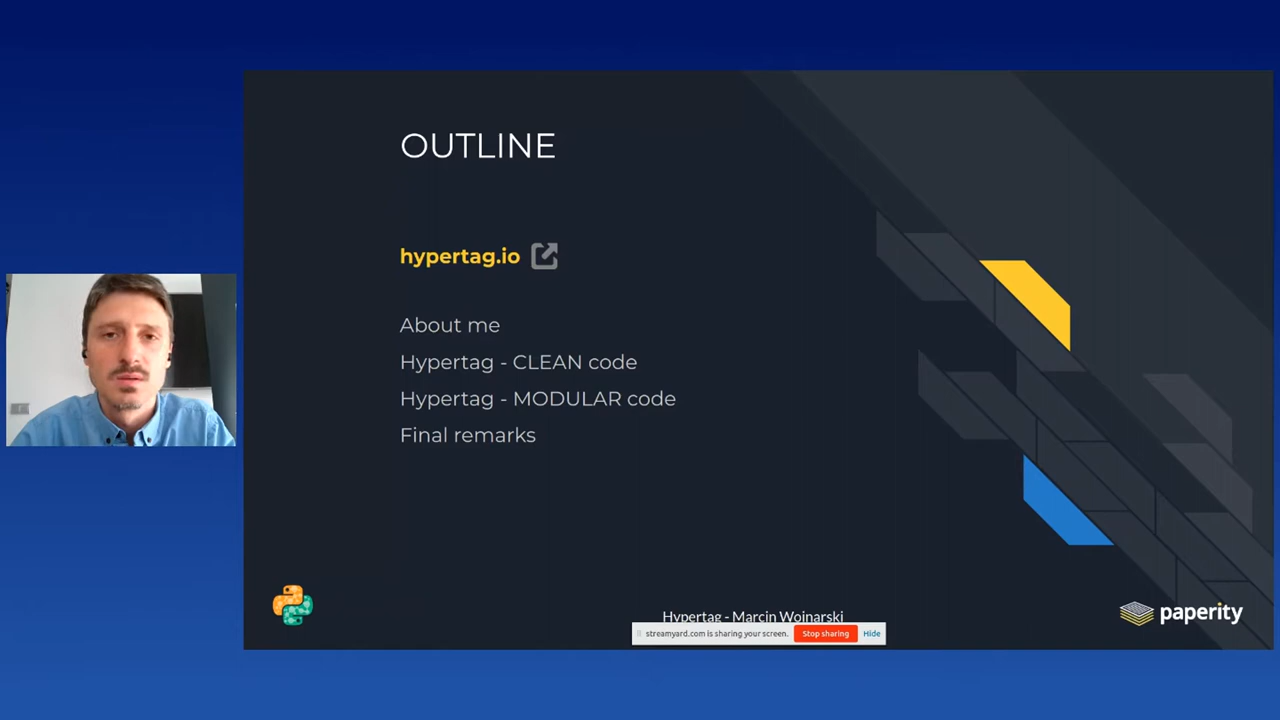 OUTLINE
hypertag.io
About me
Hypertag - CLEAN code
Hypertag - MODULAR code
Final remarks
Hypertag - Marcin Wojnarski
streamyard.com is sharing your screen. Stop sharing Hide
paperity